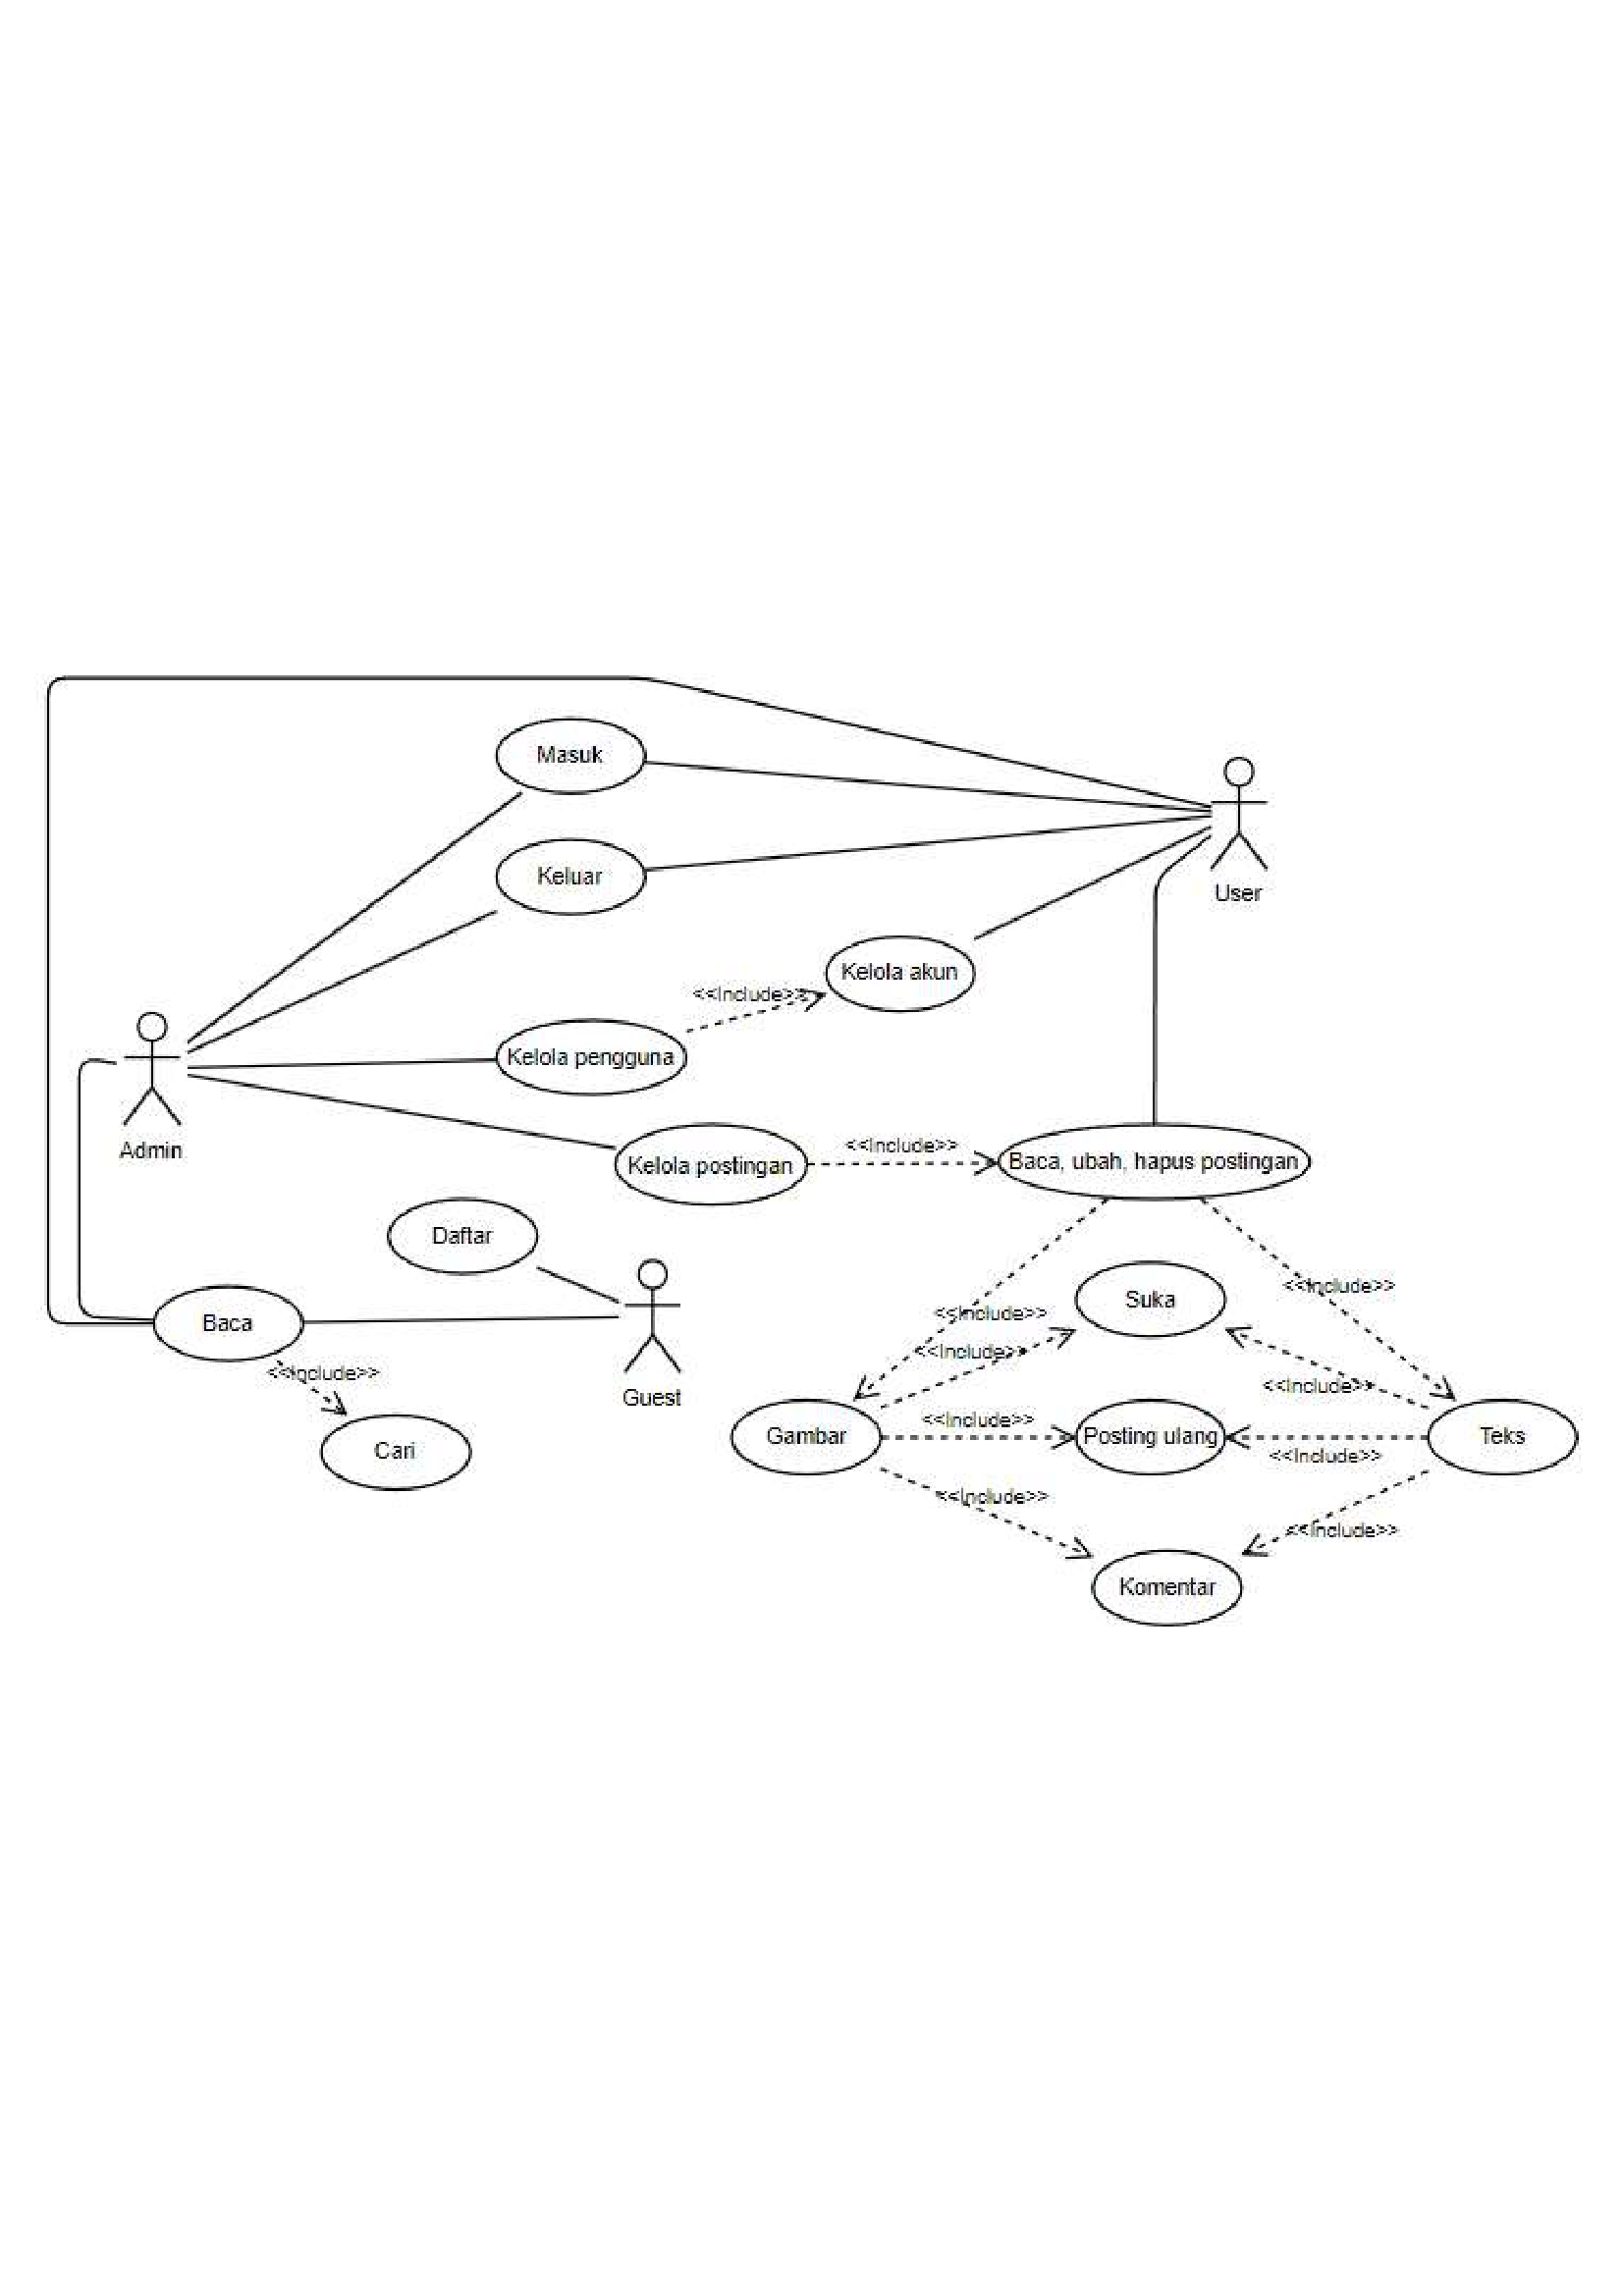 Masuk
Keluar
User
Kelola akun
<<Include>>
Kelola pengguna
Admin
<<Include>>
Kelola postingan
Baca, ubah, hapus postingan
Daftar
<<Include>>
Suka
<<Include>>
Baca
<<Include>>
<<Include>>
Guest
<<Include>>
<<Include>>
Gambar
Posting ulang
Teks
Cari
<<Include>>
<<Include>>
<<Include>>
Komentar